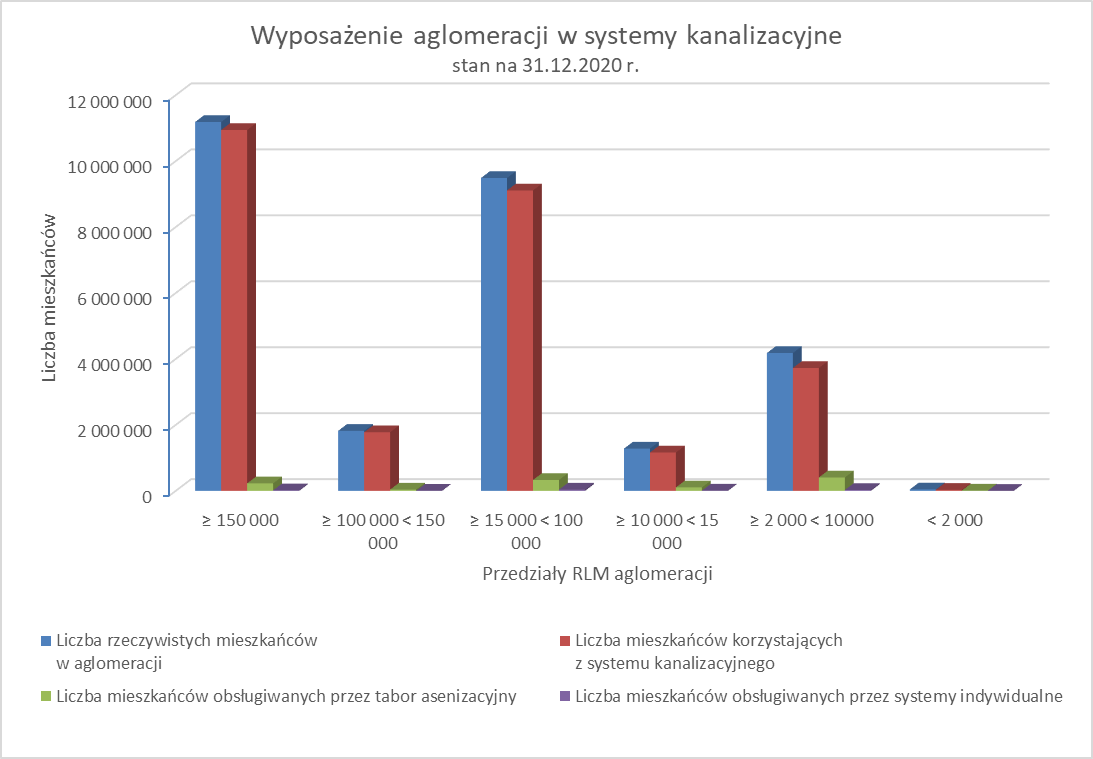 Wyposażenie aglomeracji w systemy kanalizacyjne
stan na 31.12.2020 r.
Liczba mieszkańców
12 000 000
10 000 000
8 000 000
6 000 000
4 000 000
2 000 000
0
≥ 150 000
≥ 100 000 < 150
000
≥ 15 000 < 100
000
≥ 10 000 < 15
000
≥ 2 000 < 10000
< 2 000
Przedziały RLM aglomeracji
Liczba rzeczywistych mieszkańców
w aglomeracji
Liczba mieszkańców korzystających
z systemu kanalizacyjnego
Liczba mieszkańców obsługiwanych przez tabor asenizacyjny
Liczba mieszkańców obsługiwanych przez systemy indywidualne